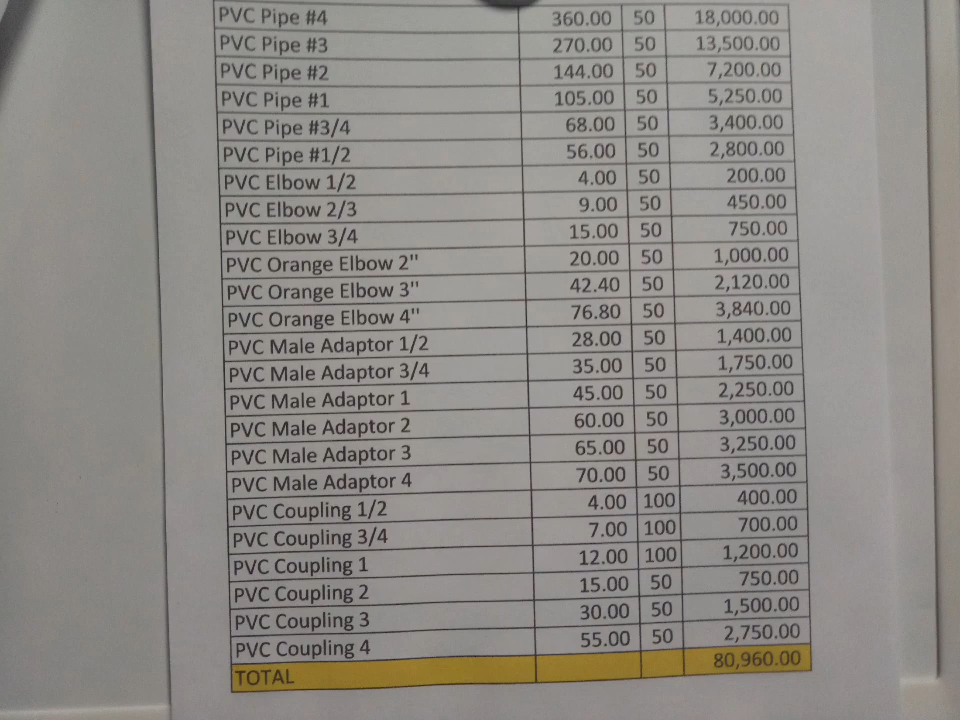 PVC Pipe #4 360.00 50 18,000.00
PVC Pipe #3 270.00 50 13,500.00
PVC Pipe #2 144.00 50 7,200.00
PVC Pipe #1 105.00 50 5,250.00
PVC Pipe #3/4 68.00 50 3,400.00
PVC Pipe #1/2 56.00 50 2,800.00
PVC Elbow 1/2 4.00 50 200.00
PVC Elbow 2/3 9.00 50 450.00
PVC Elbow 3/4 15.00 50 750.00
PVC Orange Elbow 2" 20.00 50 1,000.00
PVC Orange Elbow 3" 42.40 50 2,120.00
PVC Orange Elbow 4" 76.80 50 3,840.00
PVC Male Adaptor 1/2 28.00 50 1,400.00
PVC Male Adaptor 3/4 35.00 50 1,750.00
PVC Male Adaptor 1 45.00 50 2,250.00
PVC Male Adaptor 2 60.00 50 3,000.00
PVC Male Adaptor 3 65.00 50 3,250.00
PVC Male Adaptor 4 70.00 50 3,500.00
PVC Coupling 1/2 4.00 100 400.00
PVC Coupling 3/4 7.00 100 700.00
PVC Coupling 1 12.00 100 1,200.00
PVC Coupling 2 15.00 50 750.00
PVC Coupling 3 30.00 50 1,500.00
PVC Coupling 4 55.00 50 2,750.00
TOTAL 80,960.00